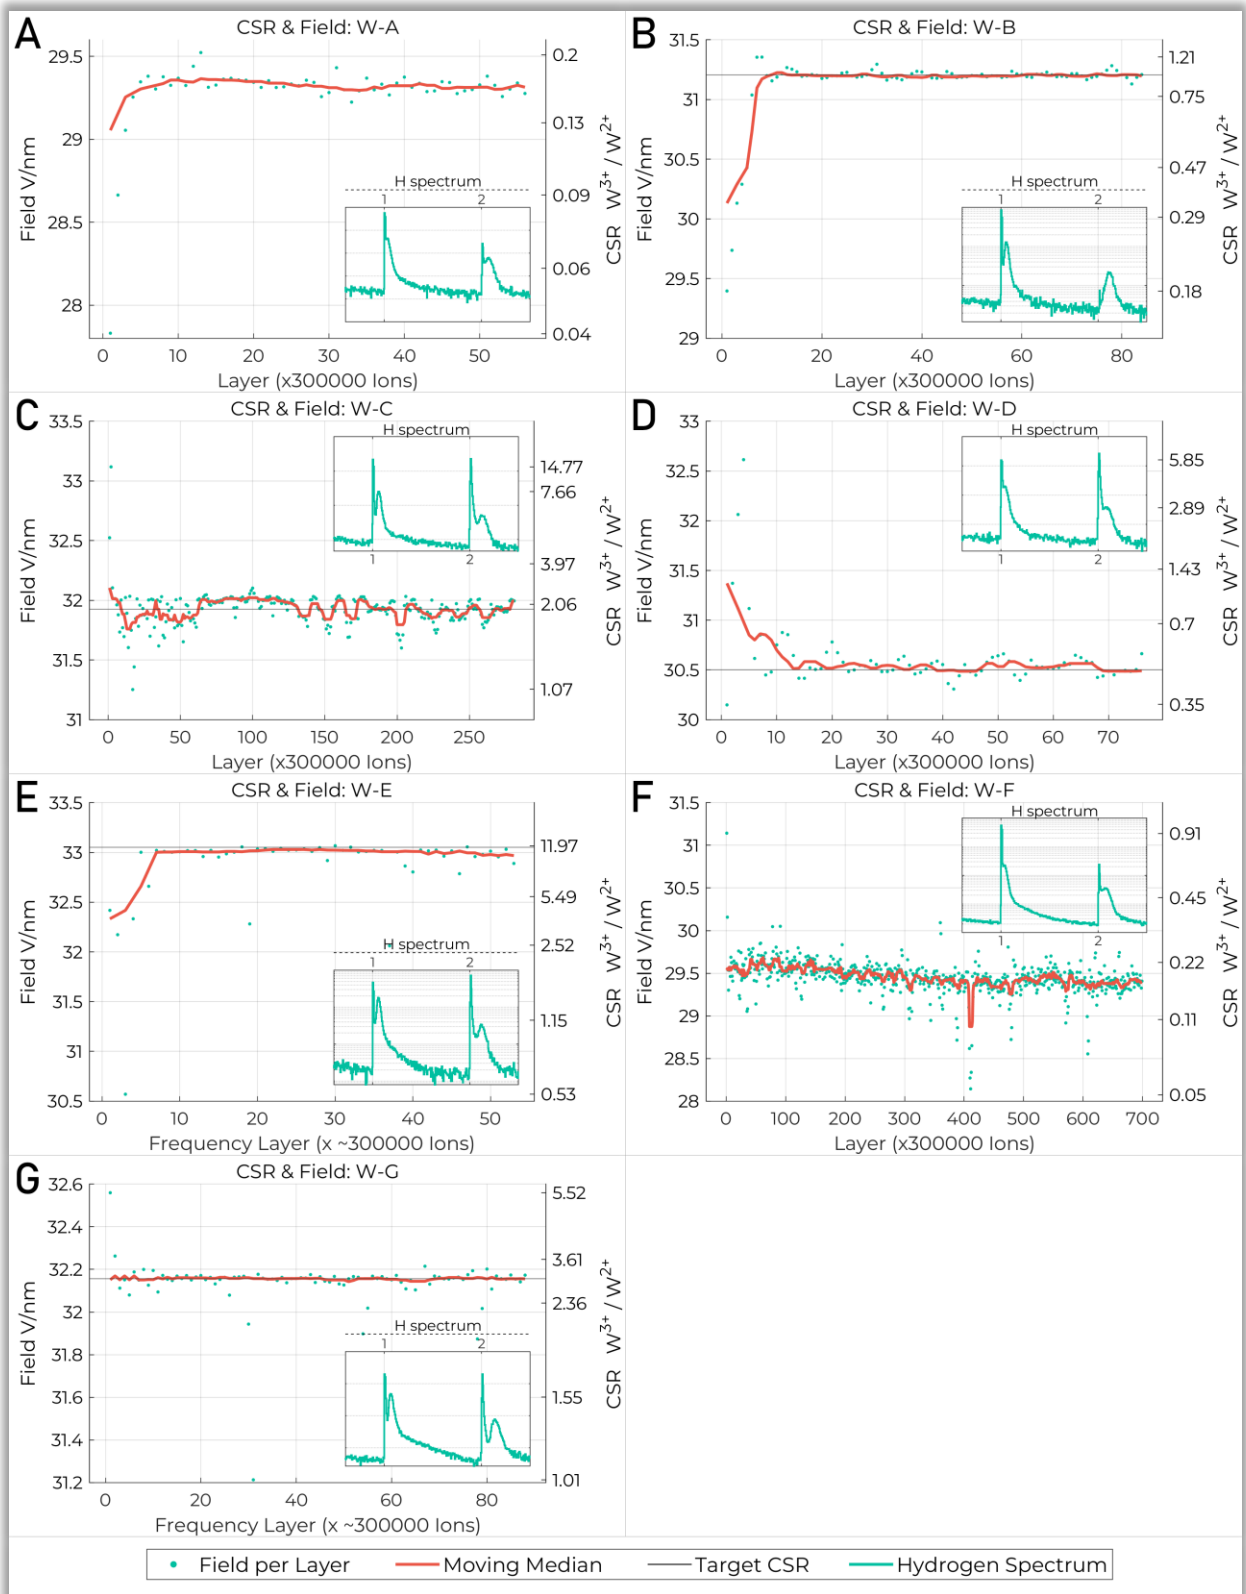 A
CSR & Field: W-A
29.5
29
28.5
28
Field V/nm
0.2
0.13
0.09
0.06
0.04
CSR W³⁺ / W²⁺
H spectrum
1 2
0 10 20 30 40 50
Layer (x300000 Ions)
B
CSR & Field: W-B
31.5
31
30.5
30
29.5
29
Field V/nm
1.21
0.75
0.47
0.29
0.18
CSR W³⁺ / W²⁺
H spectrum
1 2
0 20 40 60 80
Layer (x300000 Ions)
C
CSR & Field: W-C
33.5
33
32.5
32
31.5
31
Field V/nm
14.77
7.66
3.97
2.06
1.07
CSR W³⁺ / W²⁺
H spectrum
1 2
0 50 100 150 200 250
Layer (x300000 Ions)
D
CSR & Field: W-D
33
32.5
32
31.5
31
30.5
30
Field V/nm
5.85
2.89
1.43
0.7
0.35
CSR W³⁺ / W²⁺
H spectrum
1 2
0 10 20 30 40 50 60 70
Layer (x300000 Ions)
E
CSR & Field: W-E
33.5
33
32.5
32
31.5
31
30.5
Field V/nm
11.97
5.49
2.52
1.15
0.53
CSR W³⁺ / W²⁺
H spectrum
1 2
0 10 20 30 40 50
Frequency Layer (x ~300000 Ions)
F
CSR & Field: W-F
31.5
31
30.5
30
29.5
29
28.5
28
Field V/nm
0.91
0.45
0.22
0.11
0.05
CSR W³⁺ / W²⁺
H spectrum
1 2
0 100 200 300 400 500 600 700
Layer (x300000 Ions)
G
CSR & Field: W-G
32.6
32.4
32.2
32
31.8
31.6
31.4
31.2
Field V/nm
5.52
3.61
2.36
1.55
1.01
CSR W³⁺ / W²⁺
H spectrum
1 2
0 20 40 60 80
Frequency Layer (x ~300000 Ions)
Field per Layer Moving Median Target CSR Hydrogen Spectrum